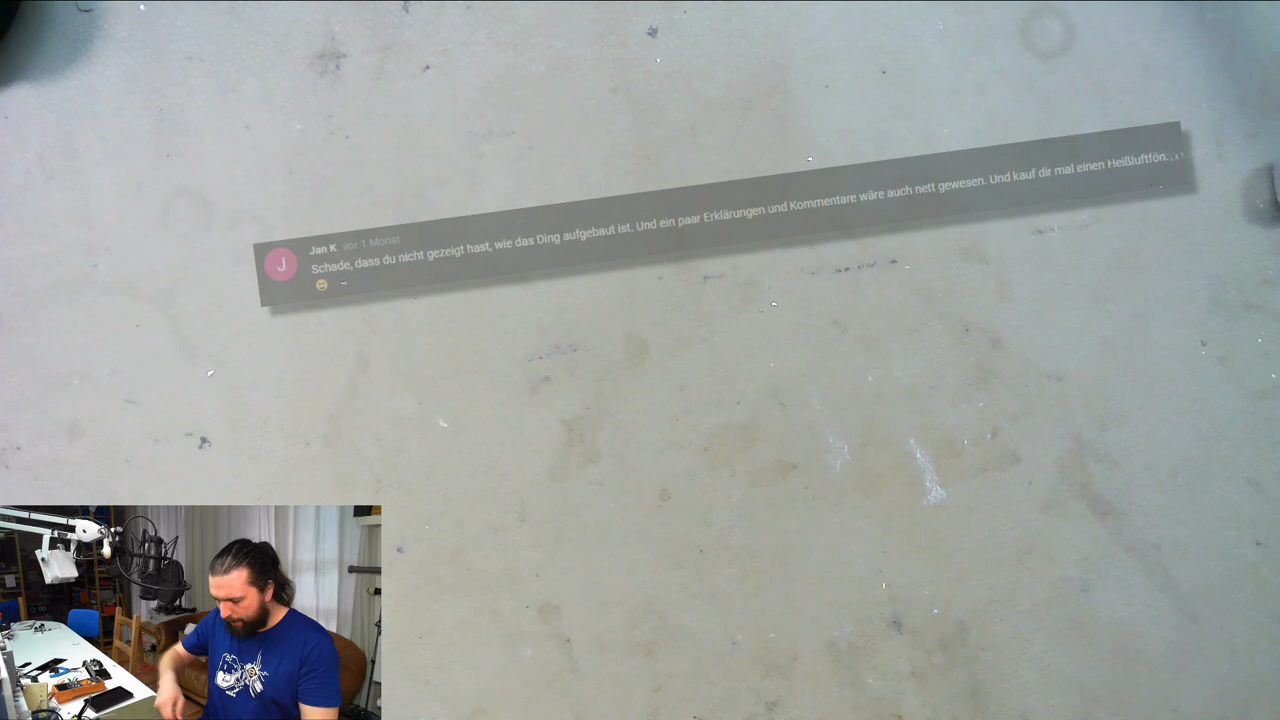 Jan K vor 1 Monat
Schade, dass du nicht gezeigt hast, wie das Ding aufgebaut ist. Und ein paar Erklärungen und Kommentare wäre auch nett gewesen. Und kauf dir mal einen Heißluftfön...